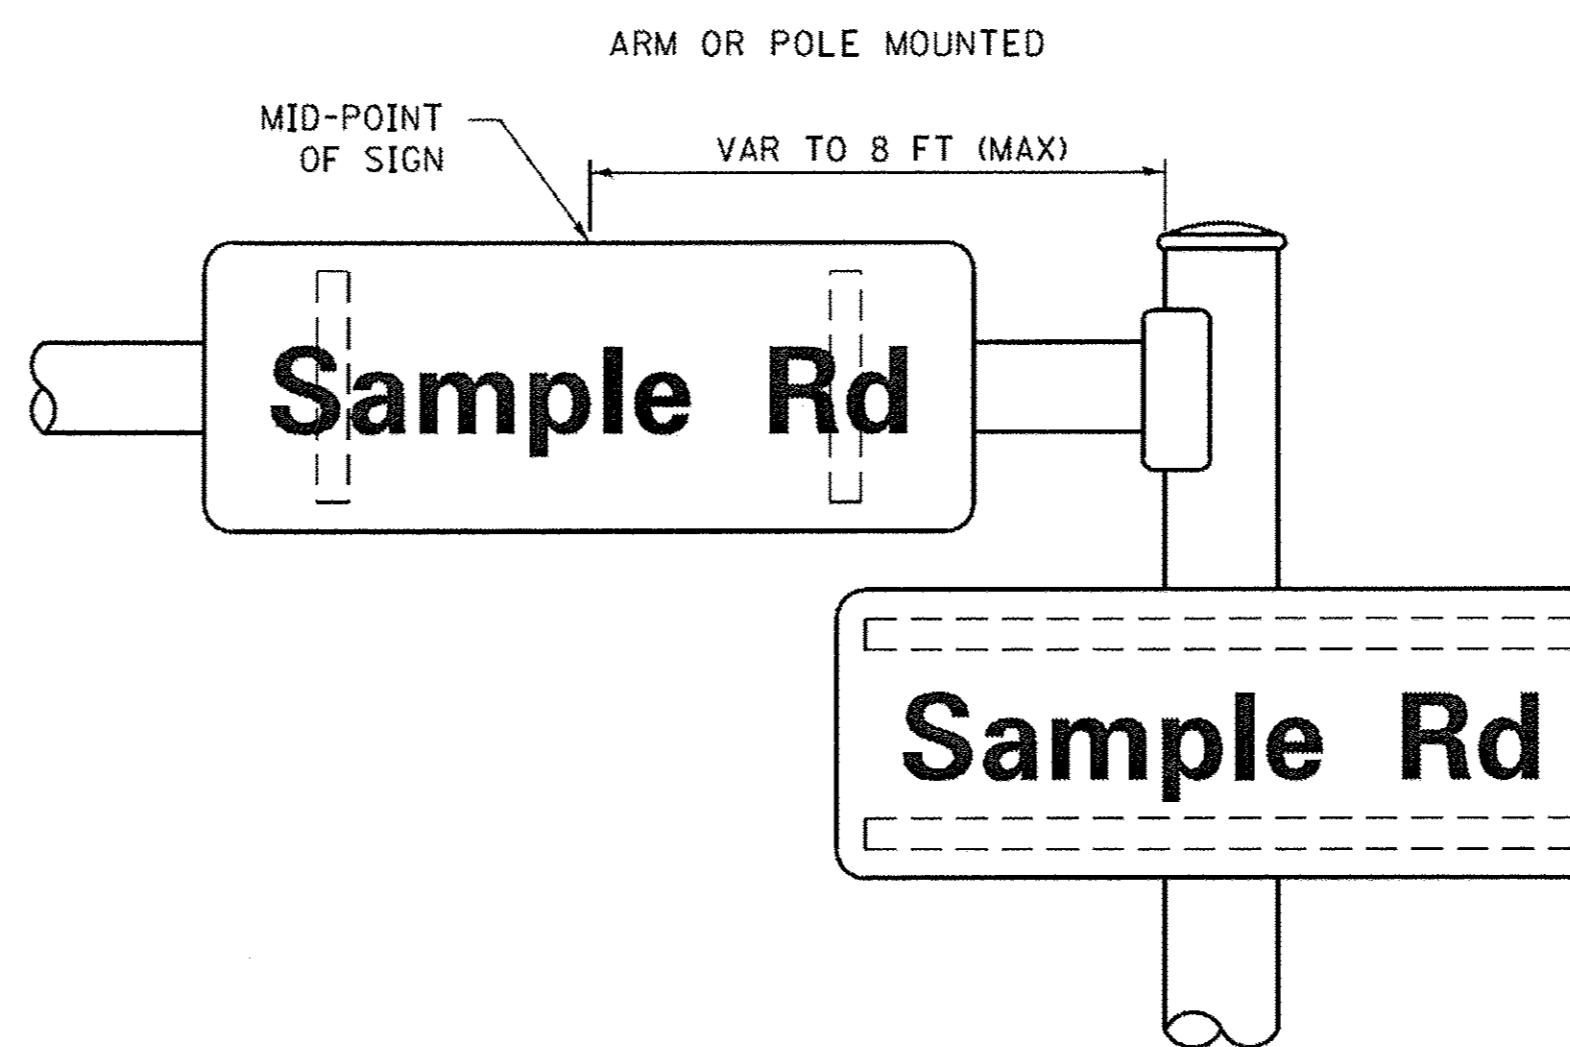 ARM OR POLE MOUNTED
MID-POINT
OF SIGN
VAR TO 8 FT (MAX)
Sample Rd
Sample Rd